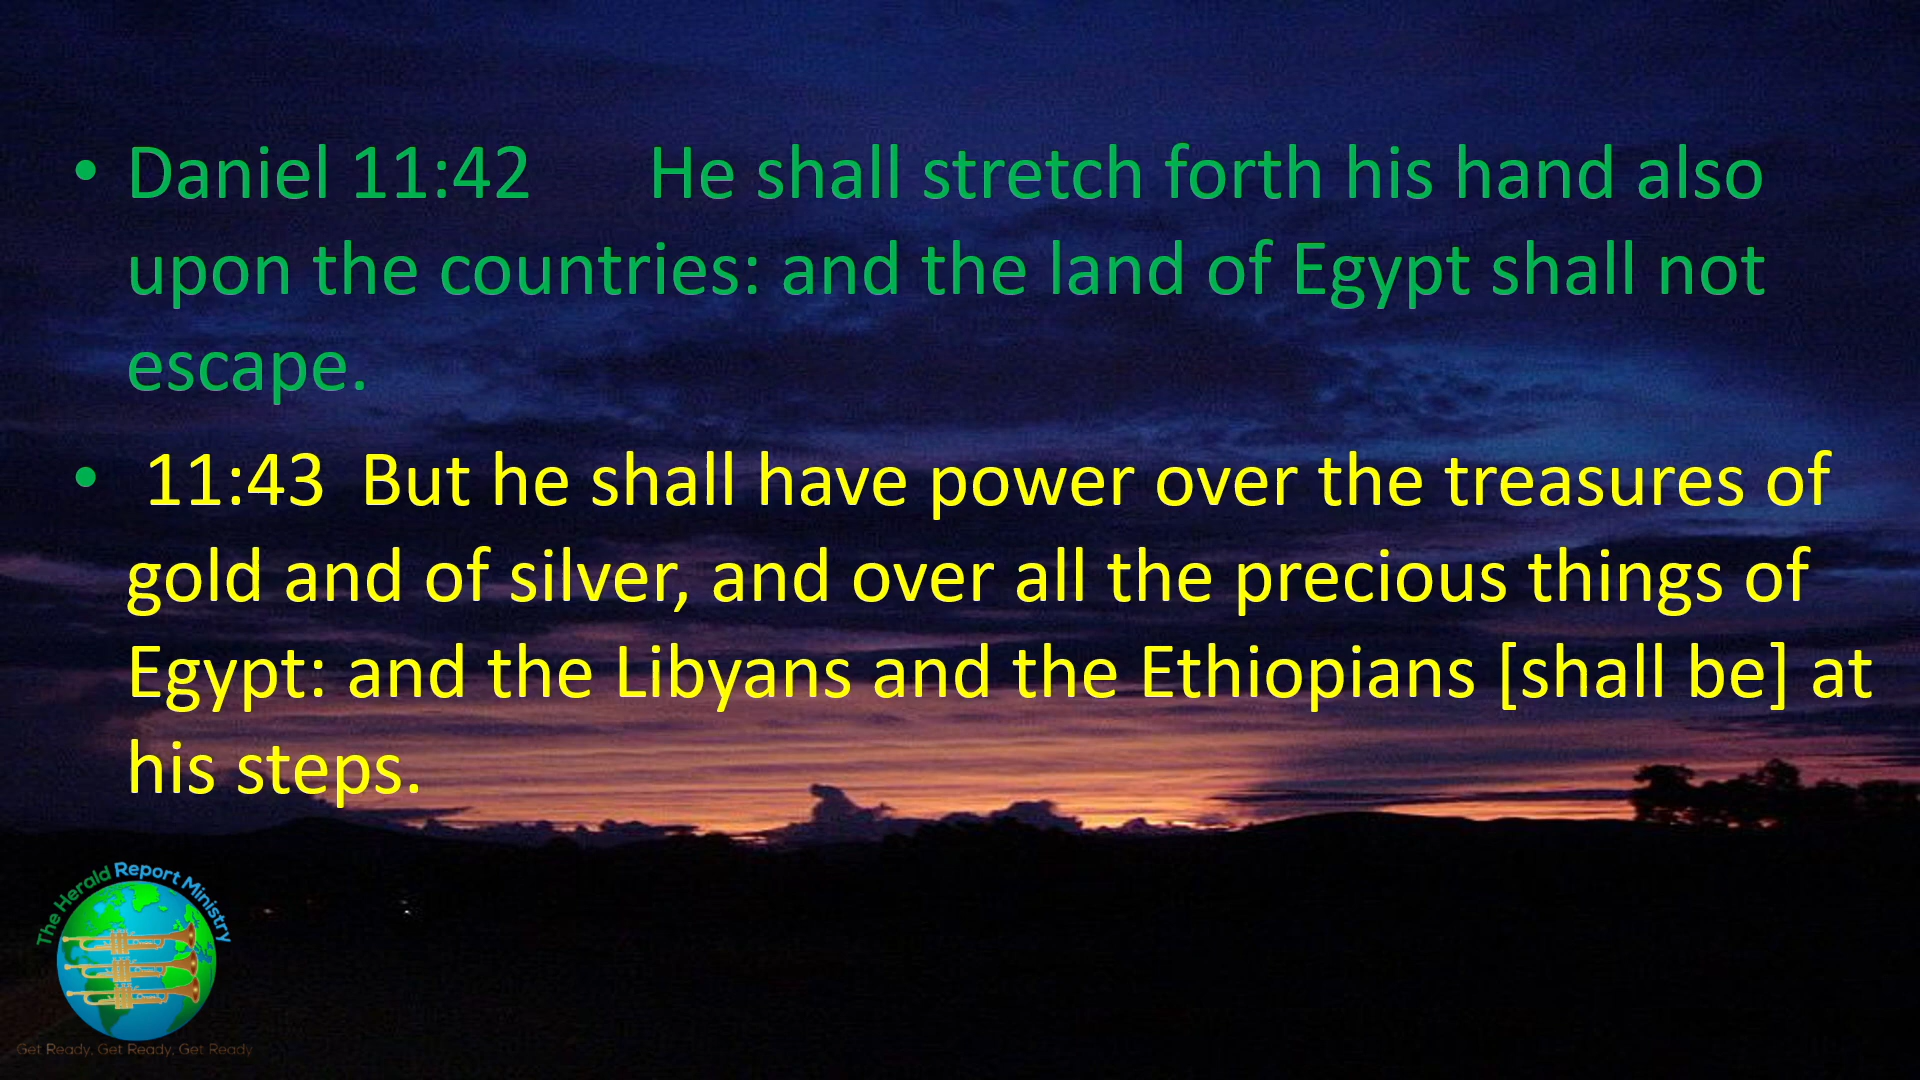 • Daniel 11:42 He shall stretch forth his hand also
upon the countries: and the land of Egypt shall not
escape.
• 11:43 But he shall have power over the treasures of
gold and of silver, and over all the precious things of
Egypt: and the Libyans and the Ethiopians [shall be] at
his steps.
The Herald Report Ministry
Get Ready, Get Ready, Get Ready